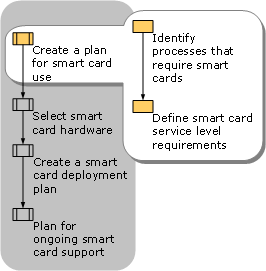 Create a plan
for smart card
use
Select smart
card hardware
Create a smart
card deployment
plan
Plan for
ongoing smart
card support
Identify
processes that
require smart
cards
Define smart card
service level
requirements